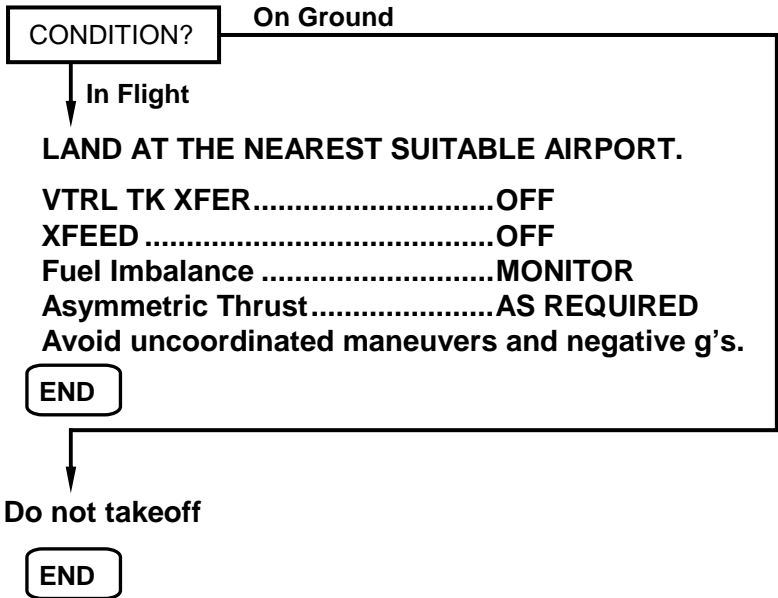 CONDITION?
On Ground
In Flight
LAND AT THE NEAREST SUITABLE AIRPORT.
VTRL TK XFER.............................OFF
XFEED ..........................................OFF
Fuel Imbalance ............................MONITOR
Asymmetric Thrust......................AS REQUIRED
Avoid uncoordinated maneuvers and negative g’s.
END
Do not takeoff
END